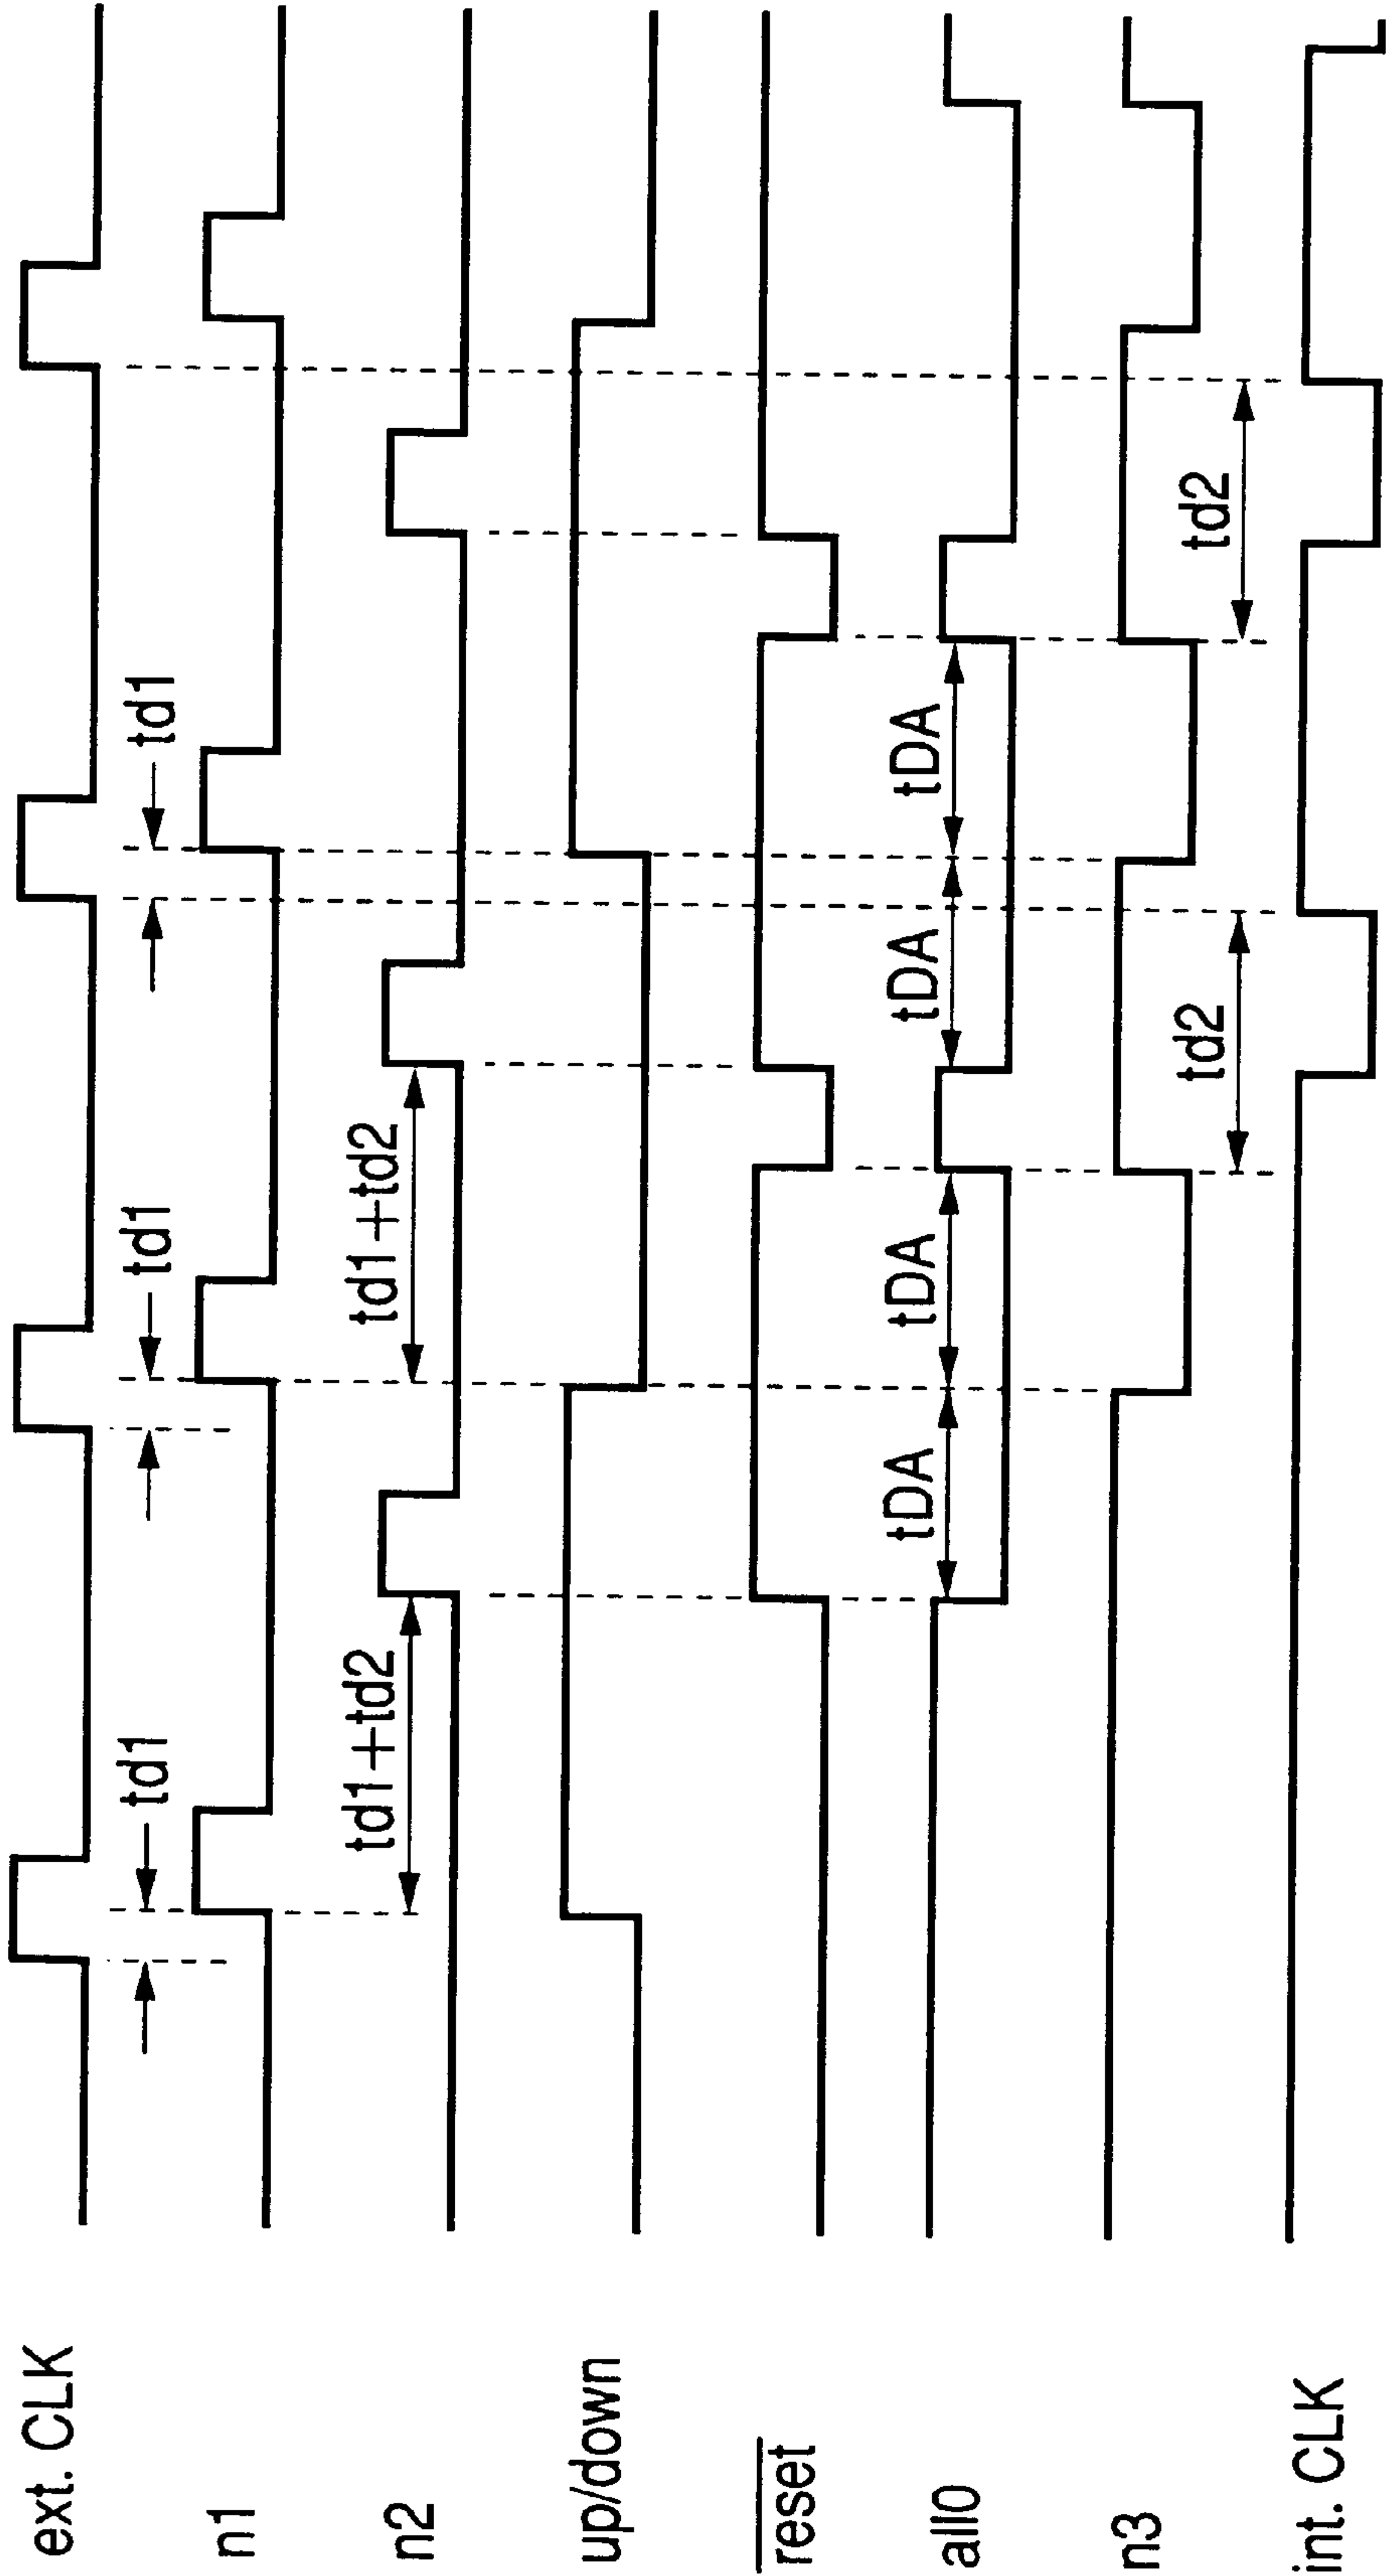 ext. CLK
td1
td1
td1
n1
n2
td1+td2
td1+td2
up/down
reset
all0
tDA
tDA
tDA
tDA
n3
td2
td2
int. CLK